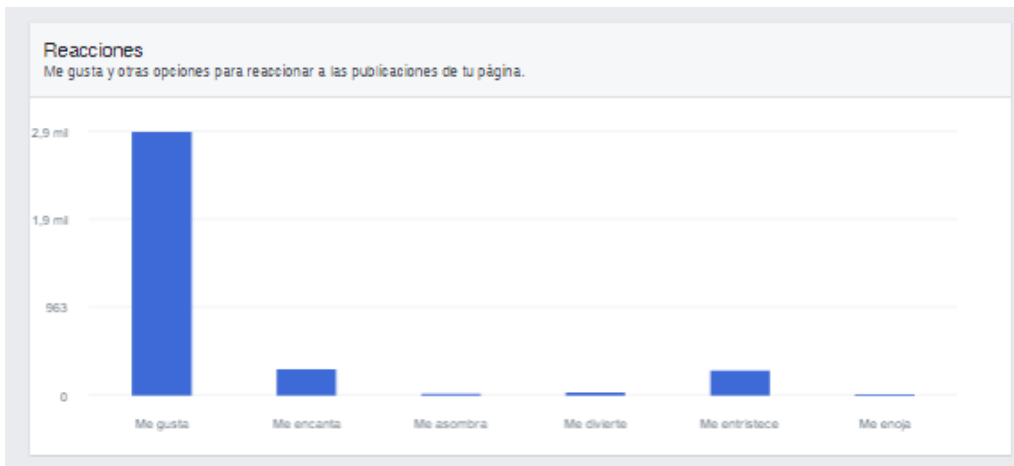 Reacciones
Me gusta y otras opciones para reaccionar a las publicaciones de tu página.
2,9 mil
1,9 mil
963
0
Me gusta Me encanta Me asombra Me divierte Me entristece Me enoja